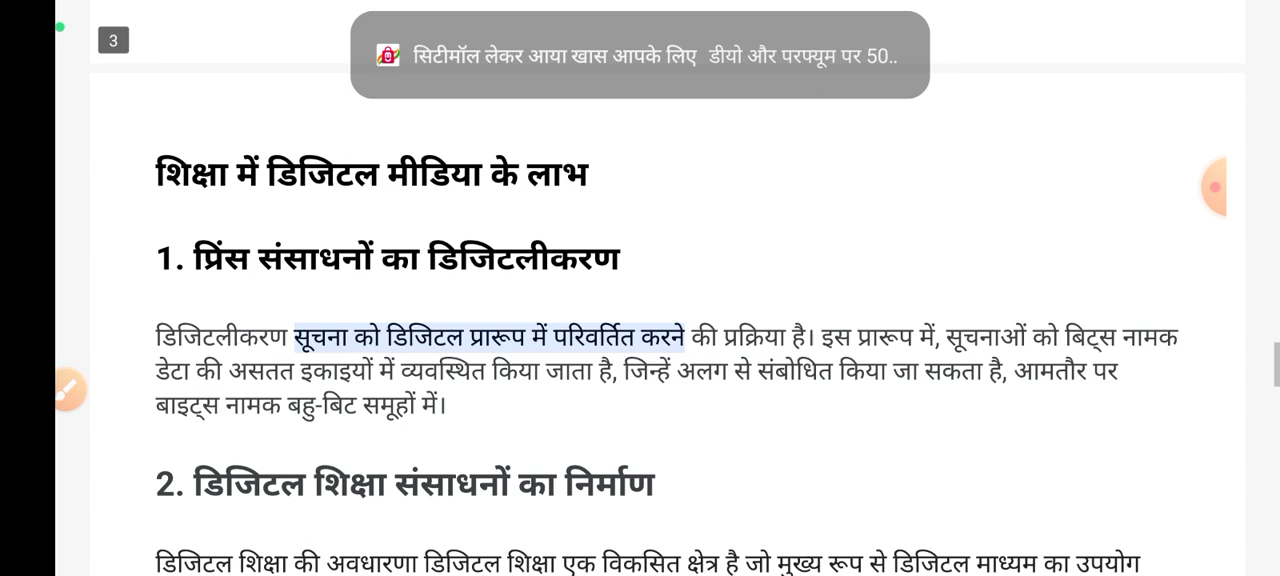 3
सिटीमॉल लेकर आया खास आपके लिए डीयो और परफ्यूम पर 50..
शिक्षा में डिजिटल मीडिया के लाभ
1. प्रिंस संसाधनों का डिजिटलीकरण
डिजिटलीकरण सूचना को डिजिटल प्रारूप में परिवर्तित करने की प्रक्रिया है। इस प्रारूप में, सूचनाओं को बिट्स नामक
डेटा की असतत इकाइयों में व्यवस्थित किया जाता है, जिन्हें अलग से संबोधित किया जा सकता है, आमतौर पर
बाइट्स नामक बहु-बिट समूहों में।
2. डिजिटल शिक्षा संसाधनों का निर्माण
डिजिटल शिक्षा की अवधारणा डिजिटल शिक्षा एक विकसित क्षेत्र है जो मुख्य रूप से डिजिटल माध्यम का उपयोग